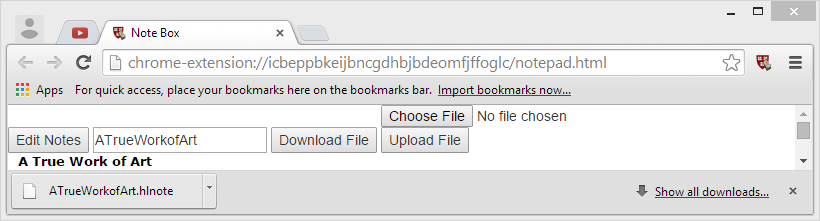 Note Box
chrome-extension://icbeppbkeijbncgdhbjbdeomfjffoglc/notepad.html
Apps For quick access, place your bookmarks here on the bookmarks bar. Import bookmarks now...
Choose File No file chosen
Edit Notes ATrueWorkofArt Download File Upload File
A True Work of Art
ATrueWorkofArt.hlnote Show all downloads...